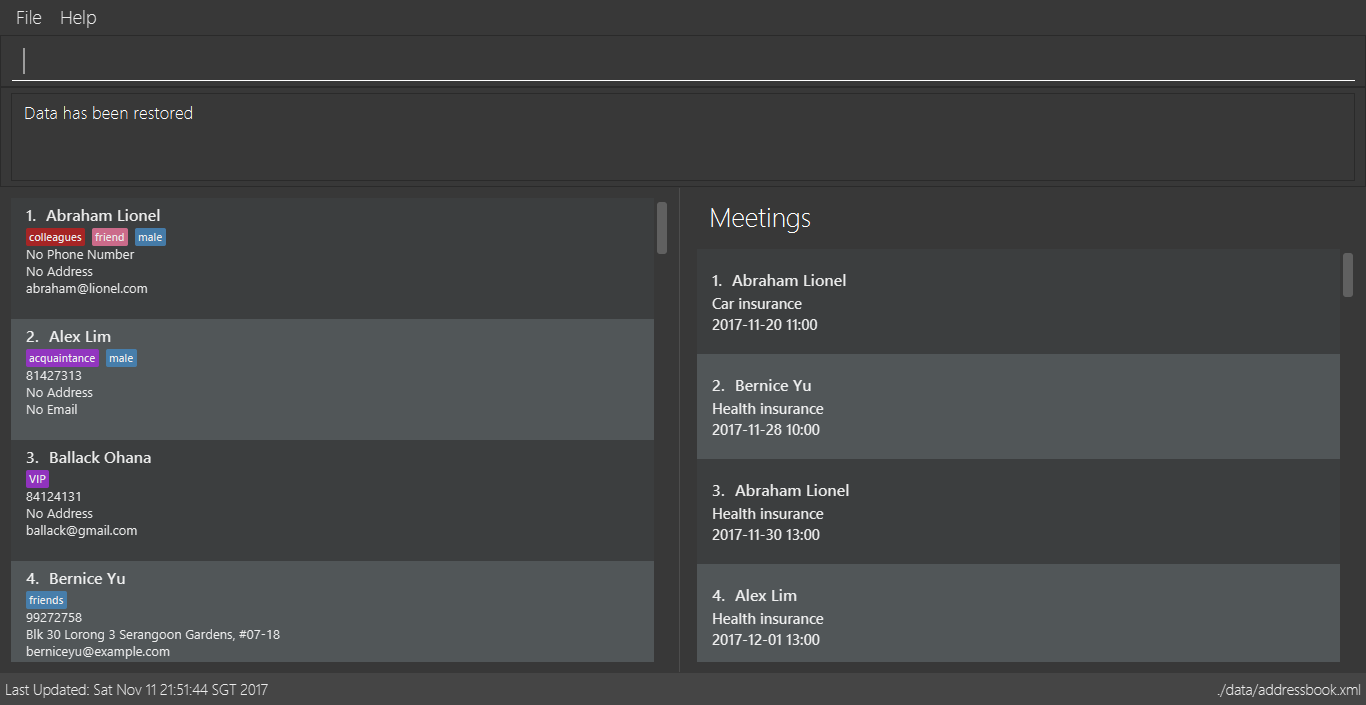 File Help
Data has been restored
1. Abraham Lionel
colleagues friend male
No Phone Number
No Address
abraham@lionel.com
2. Alex Lim
acquaintance male
81427313
No Address
No Email
3. Ballack Ohana
VIP
84124131
No Address
ballack@gmail.com
4. Bernice Yu
friends
99272758
Blk 30 Lorong 3 Serangoon Gardens, #07-18
berniceyu@example.com
Meetings
1. Abraham Lionel
Car insurance
2017-11-20 11:00
2. Bernice Yu
Health insurance
2017-11-28 10:00
3. Abraham Lionel
Health insurance
2017-11-30 13:00
4. Alex Lim
Health insurance
2017-12-01 13:00
Last Updated: Sat Nov 11 21:51:44 SGT 2017
./data/addressbook.xml